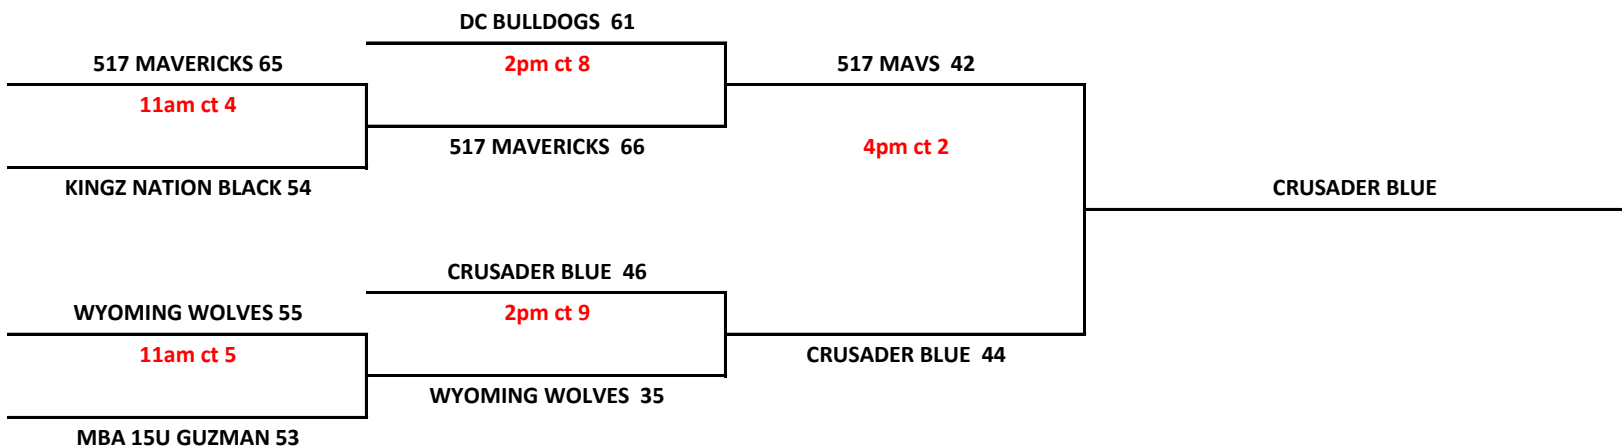 DC BULLDOGS 61
517 MAVERICKS 65
2pm ct 8
517 MAVS 42
11am ct 4
517 MAVERICKS 66
4pm ct 2
KINGZ NATION BLACK 54
CRUSADER BLUE
CRUSADER BLUE 46
WYOMING WOLVES 55
2pm ct 9
11am ct 5
CRUSADER BLUE 44
WYOMING WOLVES 35
MBA 15U GUZMAN 53